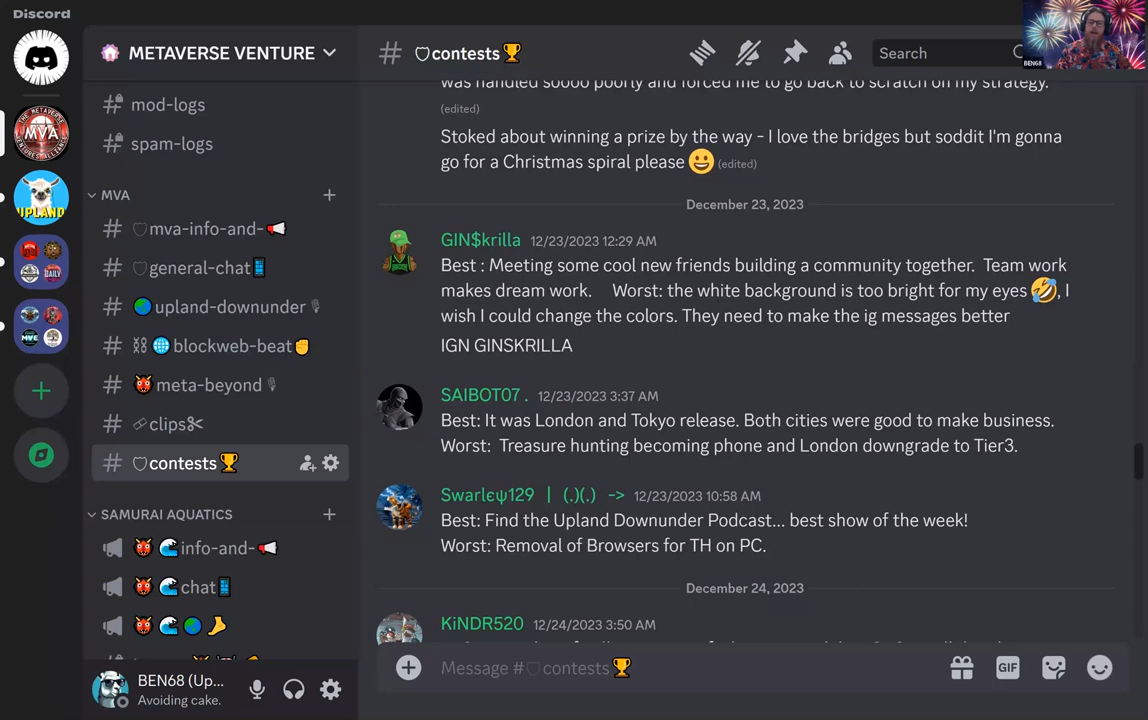 Discord
METAVERSE VENTURE
contests
Search
BEN68
mod-logs
spam-logs
MVA
mva-info-and-
general-chat
upland-downunder
blockweb-beat
meta-beyond
clips
contests
SAMURAI AQUATICS
info-and-
chat
BEN68 (Up...
Avoiding cake.
MVA
UPLAND
was handled soooo poorly and forced me to go back to scratch on my strategy.
(edited)
Stoked about winning a prize by the way - I love the bridges but soddit I'm gonna
go for a Christmas spiral please 😀 (edited)
December 23, 2023
GIN$krilla 12/23/2023 12:29 AM
Best : Meeting some cool new friends building a community together. Team work
makes dream work. Worst: the white background is too bright for my eyes 🤣, I
wish I could change the colors. They need to make the ig messages better
IGN GINSKRILLA
SAIBOT07 . 12/23/2023 3:37 AM
Best: It was London and Tokyo release. Both cities were good to make business.
Worst: Treasure hunting becoming phone and London downgrade to Tier3.
Swarlєψ129 | (.)(.) -> 12/23/2023 10:58 AM
Best: Find the Upland Downunder Podcast... best show of the week!
Worst: Removal of Browsers for TH on PC.
December 24, 2023
KiNDR520 12/24/2023 3:50 AM
Message #contests
GIF